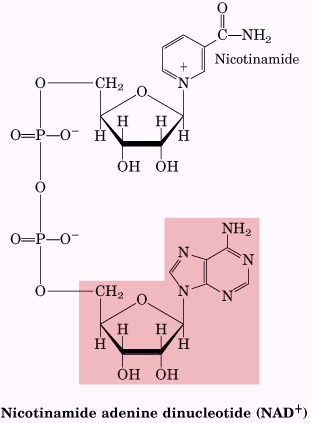 O
C—NH₂
Nicotinamide
+
N
O—CH₂
O
H H H H
O=P—O⁻
OH OH
O
O=P—O⁻
NH₂
N N
N N
O—CH₂
O
H H H H
OH OH
Nicotinamide adenine dinucleotide (NAD⁺)